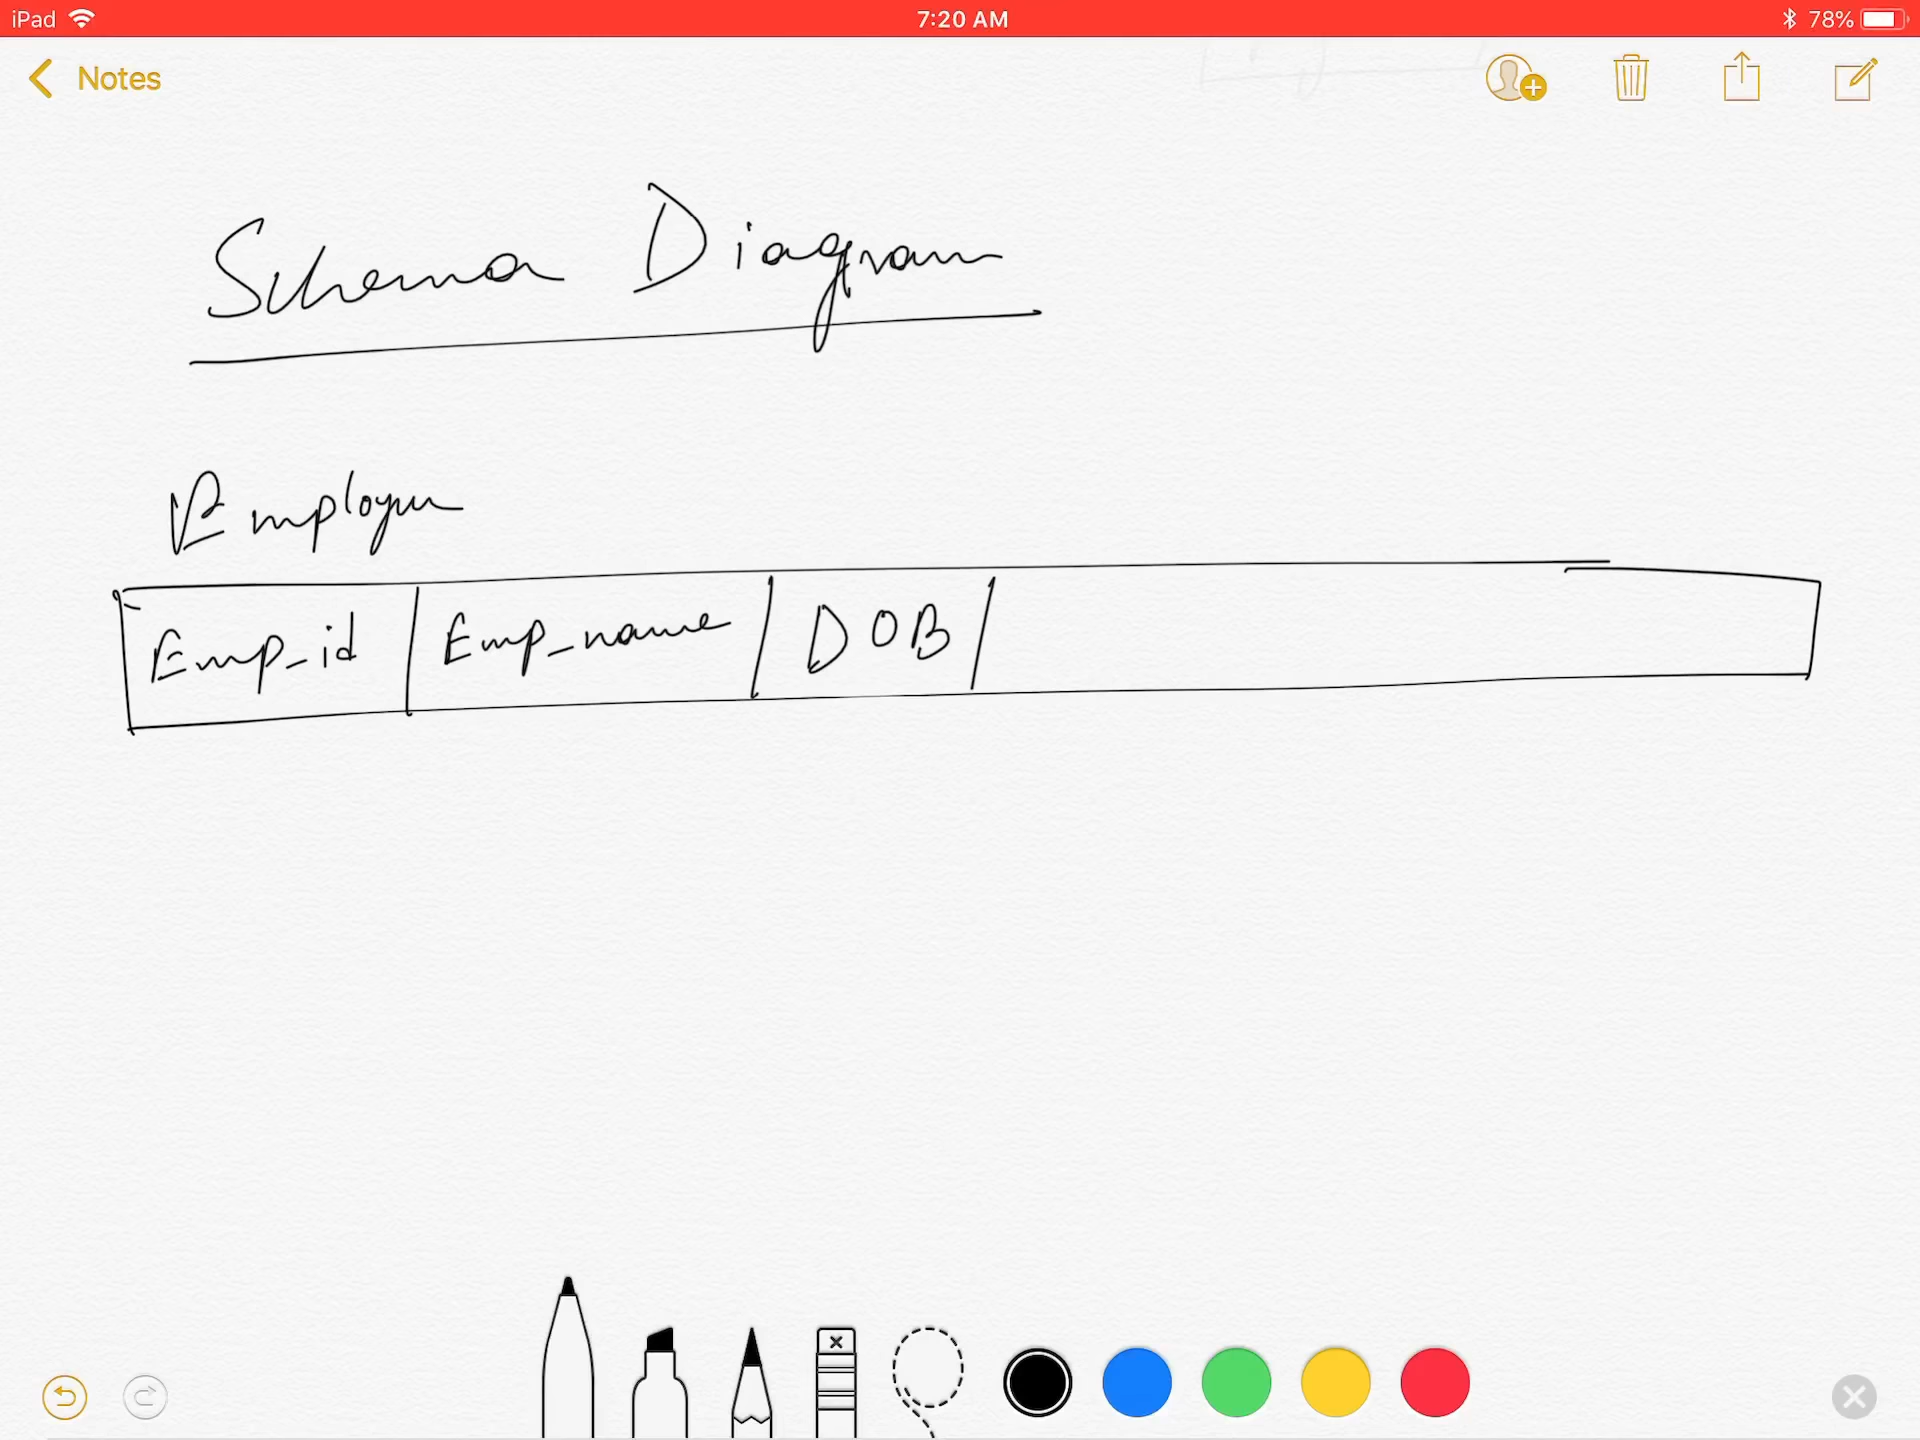 iPad 7:20 AM 78%
Notes
Schema Diagram
Employee
Emp_id Emp_name DOB